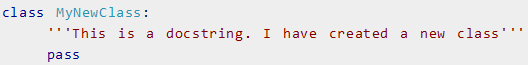 class MyNewClass:
    '''This is a docstring. I have created a new class'''
    pass